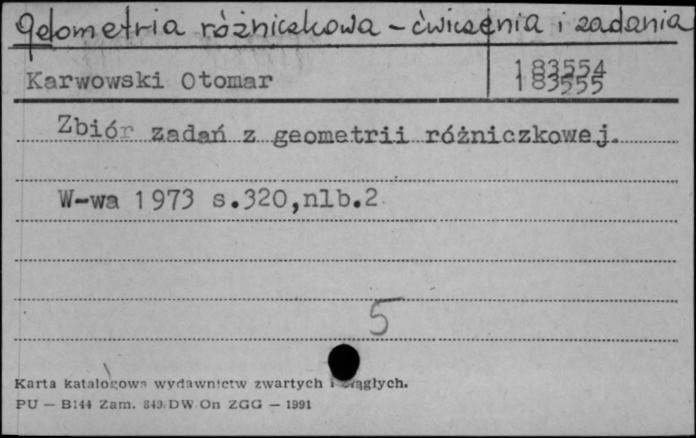 geometria różniczkowa - ćwiczenia i zadania
183554
Karwowski Otomar
183555
Zbiór zadań z geometrii różniczkowej.
W-wa 1973 s.320,nlb.2
5
Karta katalogowa wydawnictw zwartych i ciągłych.
PU — B144 Zam. 849/DW On ZGG — 1991